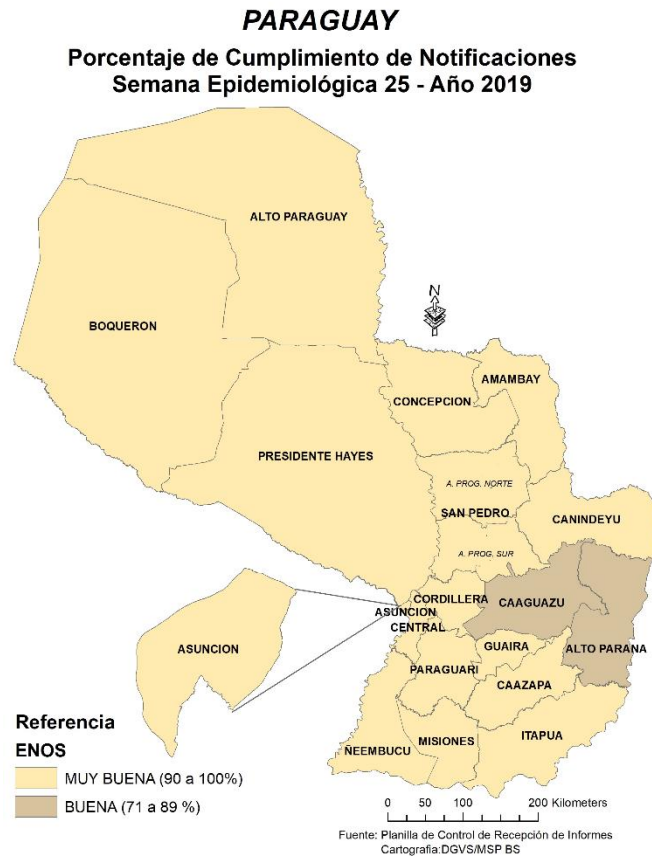 PARAGUAY
Porcentaje de Cumplimiento de Notificaciones
Semana Epidemiológica 25 - Año 2019
ALTO PARAGUAY
N
BOQUERON
AMAMBAY
CONCEPCION
PRESIDENTE HAYES
A. PROG. NORTE
SAN PEDRO
CANINDEYU
A. PROG. SUR
CORDILLERA
CAAGUAZU
ASUNCION
CENTRAL
ASUNCION
GUAIRA
ALTO PARANA
PARAGUARI
CAAZAPA
Referencia
ENOS
ÑEEMBUCU
MISIONES
ITAPUA
MUY BUENA (90 a 100%)
BUENA (71 a 89 %)
0 50 100 200 Kilometers
Fuente: Planilla de Control de Recepción de Informes
Cartografia:DGVS/MSP BS